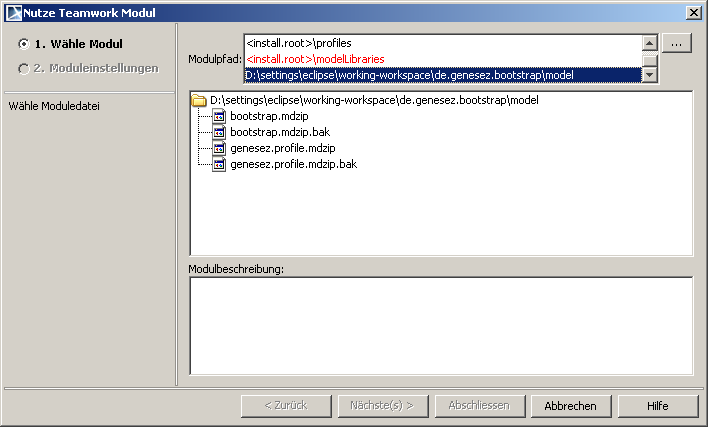 Nutze Teamwork Modul
1. Wähle Modul
2. Moduleinstellungen
Wähle Moduledatei
Modulpfad:
<install.root>\profiles
<install.root>\modelLibraries
D:\settings\eclipse\working-workspace\de.genesez.bootstrap\model
...
D:\settings\eclipse\working-workspace\de.genesez.bootstrap\model
bootstrap.mdzip
bootstrap.mdzip.bak
genesez.profile.mdzip
genesez.profile.mdzip.bak
Modulbeschreibung:
< Zurück
Nächste(s) >
Abschliessen
Abbrechen
Hilfe